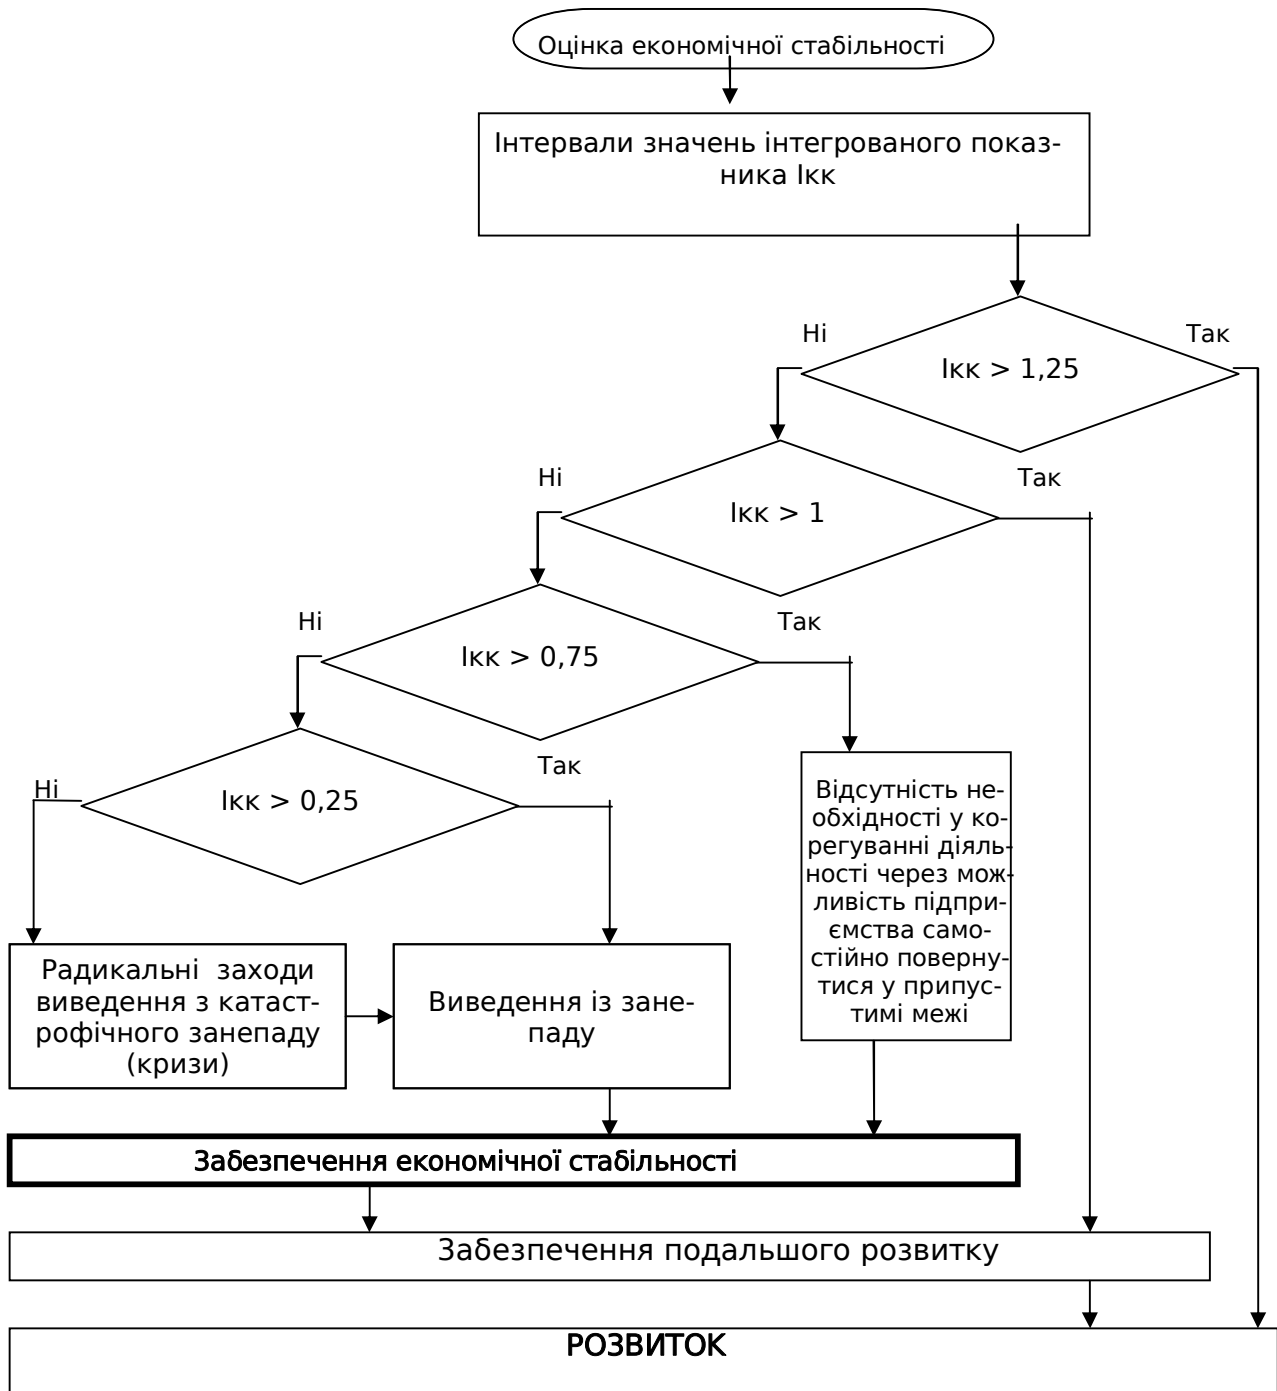 Оцінка економічної стабільності
Інтервали значень інтегрованого показ-
ника Ікк
Ні
Так
Ікк > 1,25
Ні
Так
Ікк > 1
Ні
Так
Ікк > 0,75
Ні
Так
Ікк > 0,25
Відсутність не-
обхідності у ко-
регуванні діяль-
ності через мож-
ливість підпри-
ємства само-
стійно поверну-
тися у припус-
тимі межі
Радикальні  заходи
виведення з катаст-
рофічного занепаду
(кризи)
Виведення із зане-
паду
Забезпечення економічної стабільності
Забезпечення подальшого розвитку
РОЗВИТОК